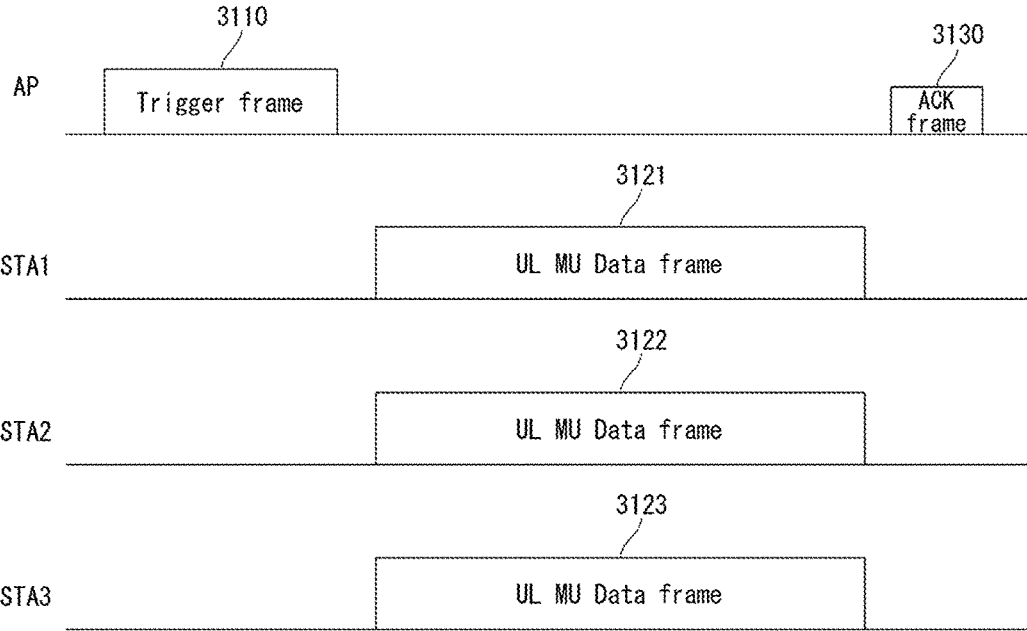 3110
3130
AP
Trigger frame
ACK
frame
3121
STA1
UL MU Data frame
3122
STA2
UL MU Data frame
3123
STA3
UL MU Data frame